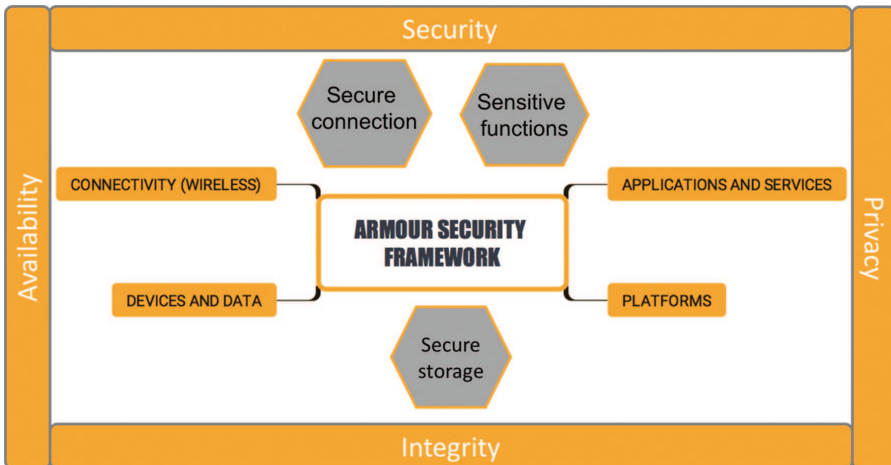 Security
Secure
connection
Sensitive
functions
CONNECTIVITY (WIRELESS)
APPLICATIONS AND SERVICES
Availability
ARMOUR SECURITY
FRAMEWORK
Privacy
DEVICES AND DATA
PLATFORMS
Secure
storage
Integrity